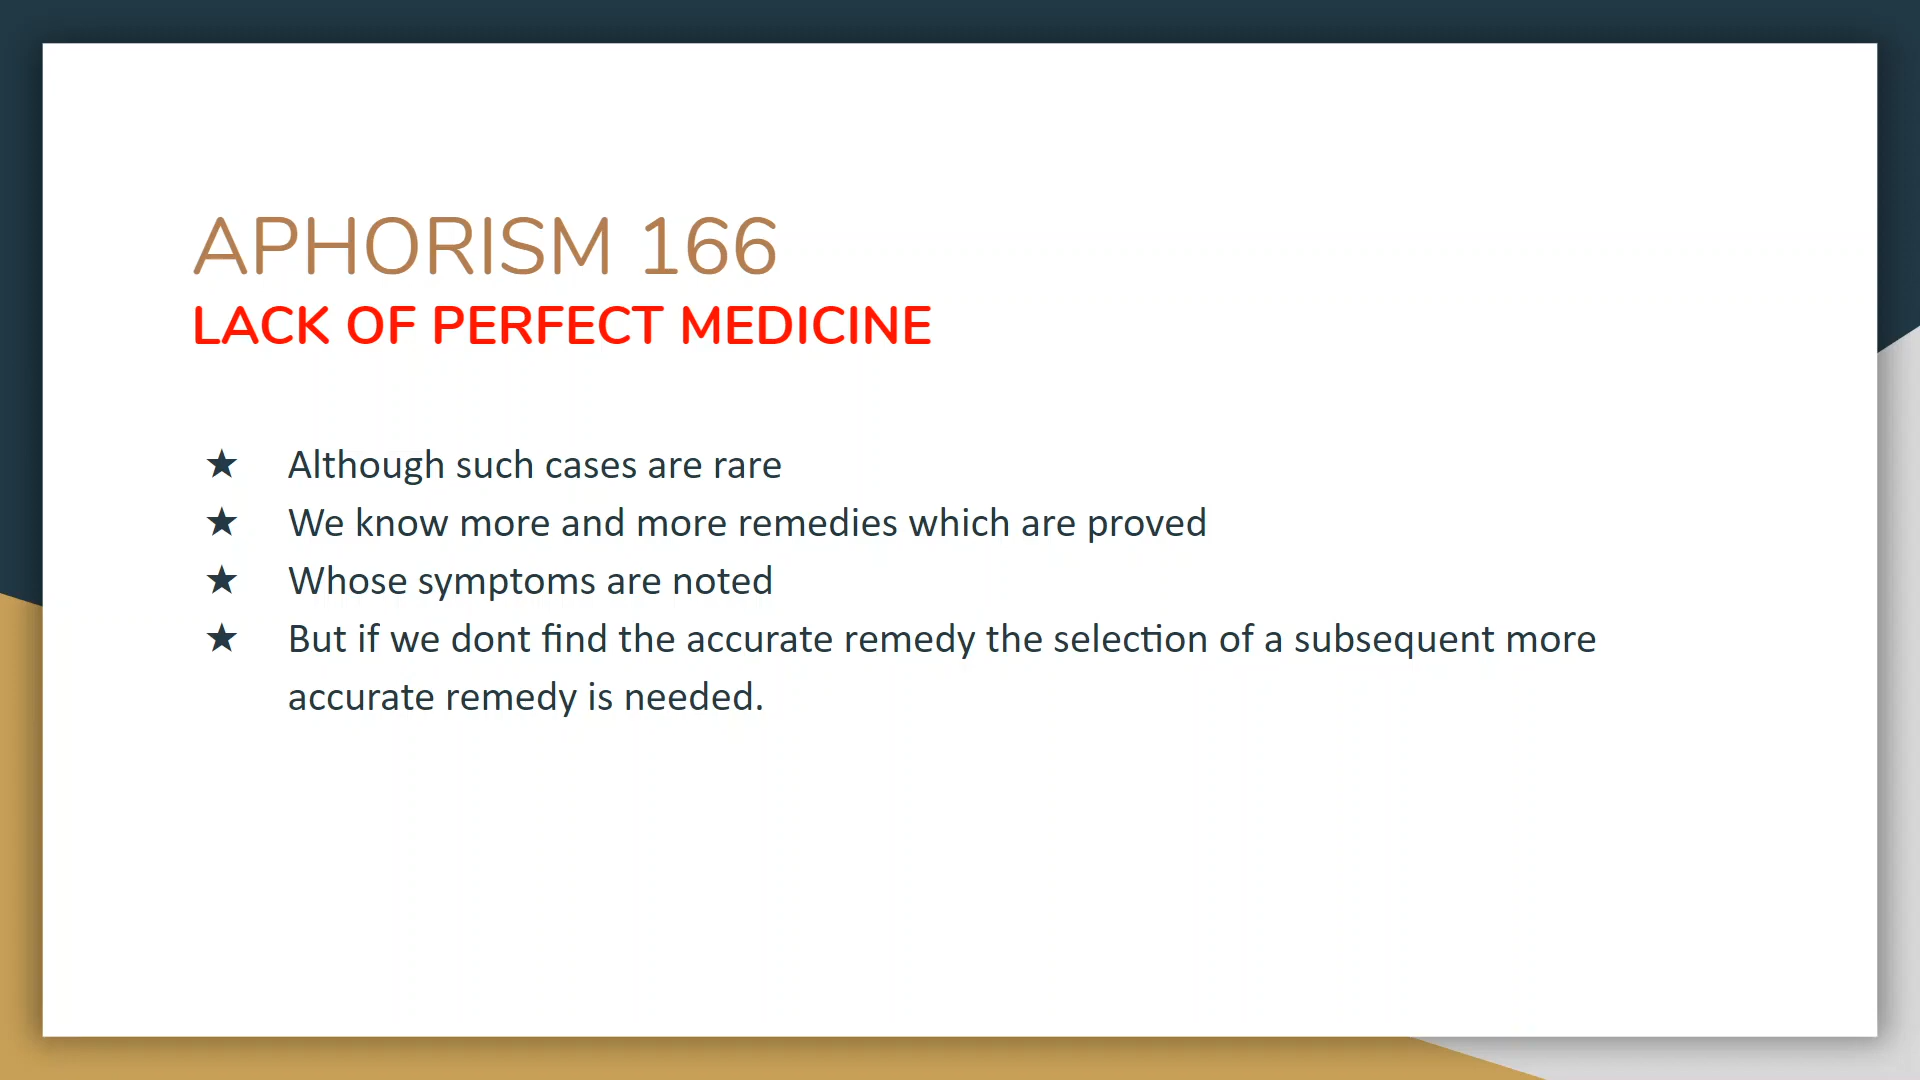 APHORISM 166
LACK OF PERFECT MEDICINE
★ Although such cases are rare
★ We know more and more remedies which are proved
★ Whose symptoms are noted
★ But if we dont find the accurate remedy the selection of a subsequent more
accurate remedy is needed.